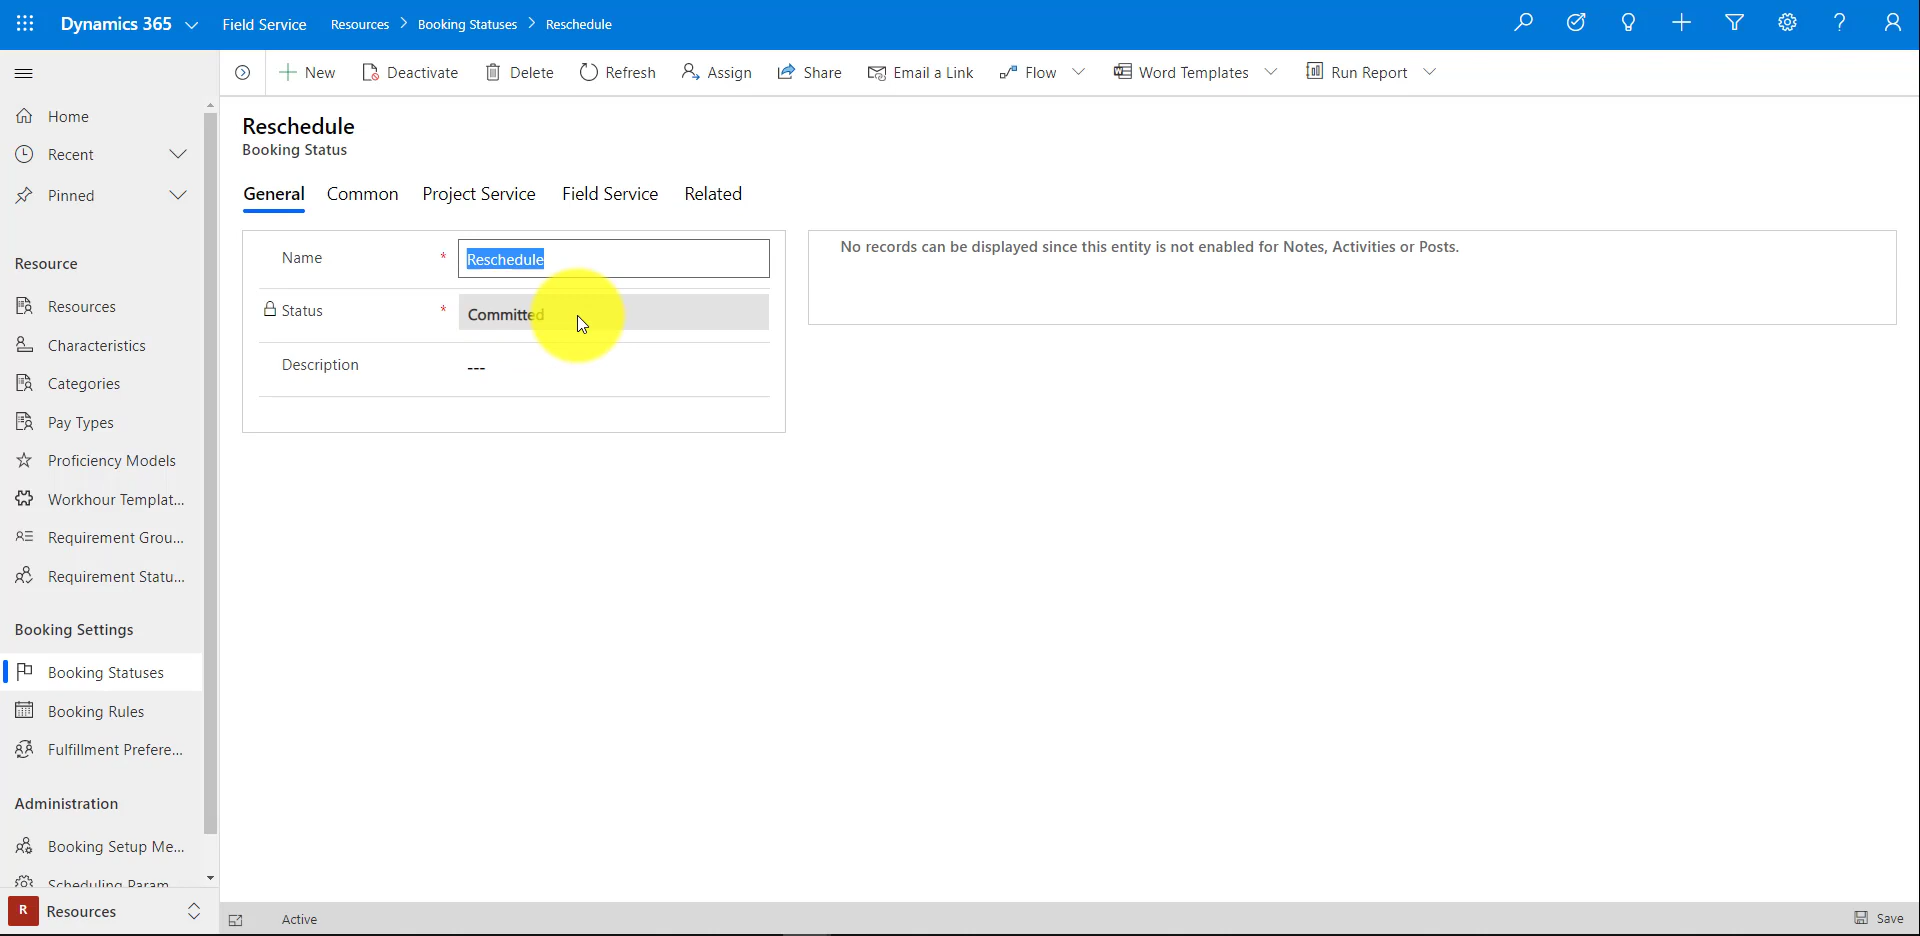 Dynamics 365 Field Service Resources > Booking Statuses > Reschedule
New Deactivate Delete Refresh Assign Share Email a Link Flow Word Templates Run Report
Home
Recent
Pinned
Resource
Resources
Characteristics
Categories
Pay Types
Proficiency Models
Workhour Templat...
Requirement Grou...
Requirement Statu...
Booking Settings
Booking Statuses
Booking Rules
Fulfillment Prefere...
Administration
Booking Setup Me...
Scheduling Param
R Resources
Reschedule
Booking Status
General Common Project Service Field Service Related
Name * Reschedule
Status * Committed
Description ---
No records can be displayed since this entity is not enabled for Notes, Activities or Posts.
Active
Save